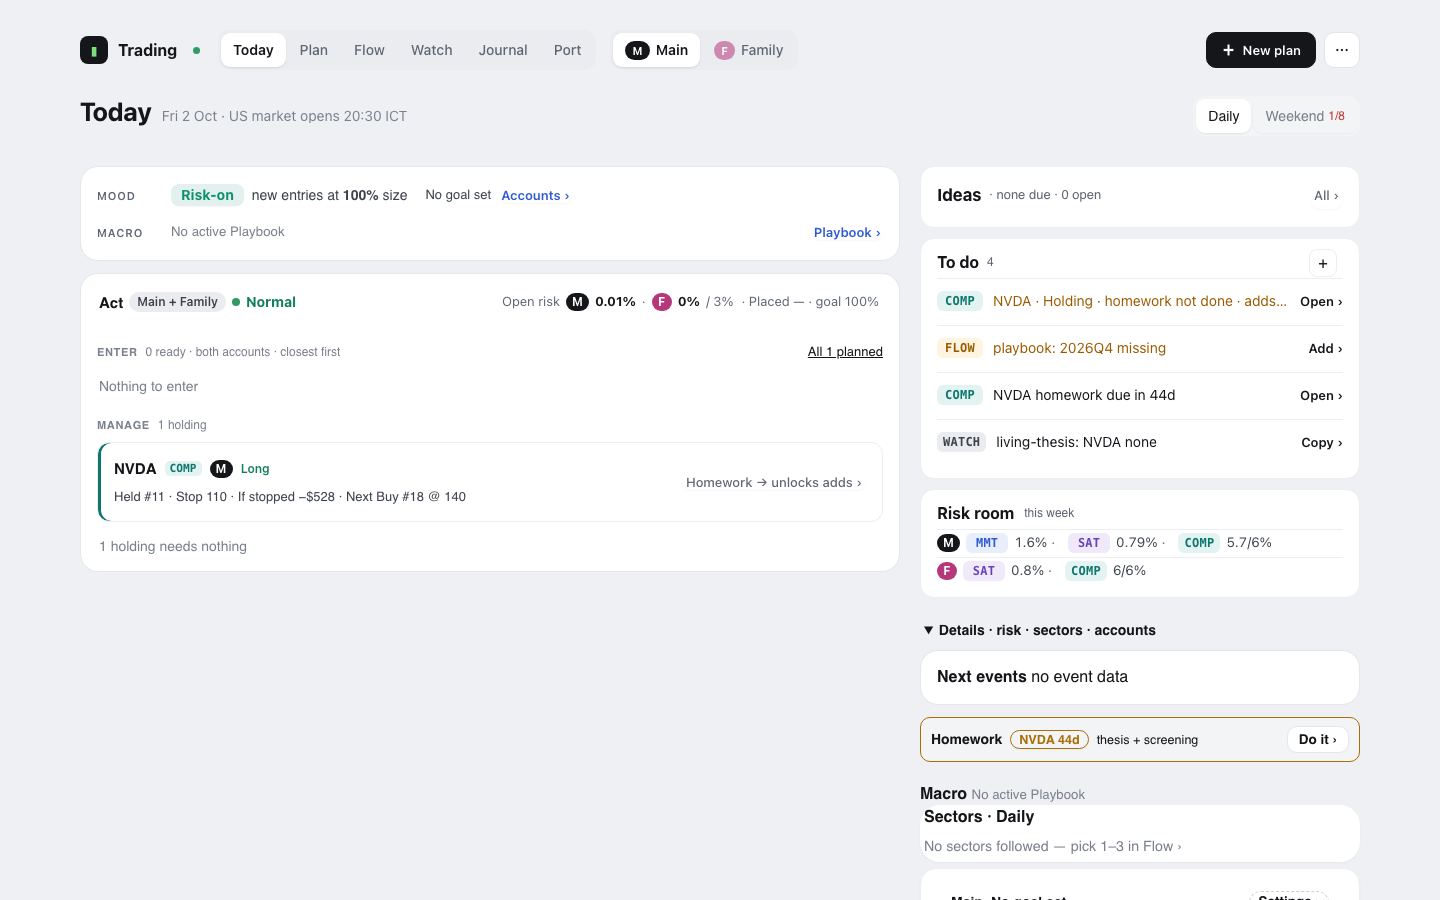 Trading Today Plan Flow Watch Journal Port M Main F Family + New plan ···
Today Fri 2 Oct · US market opens 20:30 ICT Daily Weekend 1/8
MOOD Risk-on new entries at 100% size No goal set Accounts ›
MACRO No active Playbook Playbook ›
Act Main + Family Normal Open risk M 0.01% · F 0% / 3% · Placed — · goal 100%
ENTER 0 ready · both accounts · closest first All 1 planned
Nothing to enter
MANAGE 1 holding
NVDA COMP M Long
Held #11 · Stop 110 · If stopped −$528 · Next Buy #18 @ 140
Homework → unlocks adds ›
1 holding needs nothing
Ideas · none due · 0 open All ›
To do 4 +
COMP NVDA · Holding · homework not done · adds... Open ›
FLOW playbook: 2026Q4 missing Add ›
COMP NVDA homework due in 44d Open ›
WATCH living-thesis: NVDA none Copy ›
Risk room this week
M MMT 1.6% · SAT 0.79% · COMP 5.7/6%
F SAT 0.8% · COMP 6/6%
▼ Details · risk · sectors · accounts
Next events no event data
Homework NVDA 44d thesis + screening Do it ›
Macro No active Playbook
Sectors · Daily
No sectors followed — pick 1–3 in Flow ›